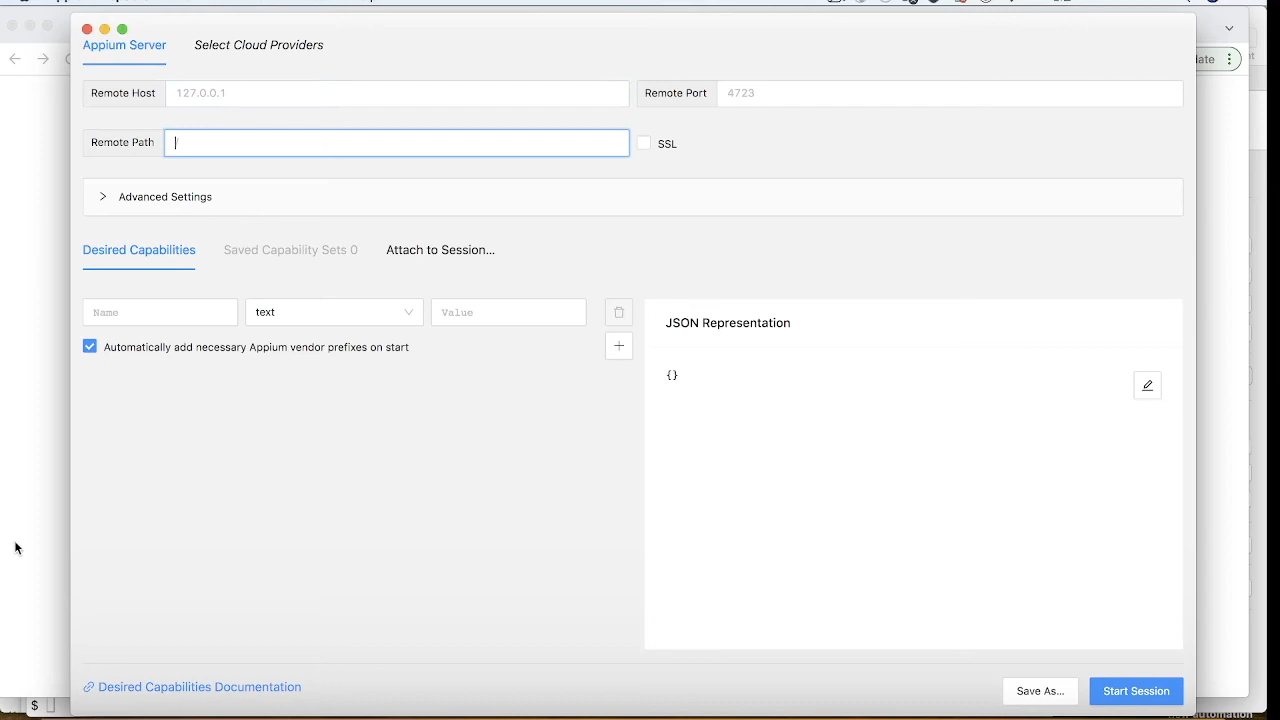 Appium Server
Select Cloud Providers
Remote Host
127.0.0.1
Remote Port
4723
Remote Path
/
SSL
Advanced Settings
Desired Capabilities
Saved Capability Sets 0
Attach to Session...
Name
text
Value
Automatically add necessary Appium vendor prefixes on start
JSON Representation
{}
Desired Capabilities Documentation
Save As...
Start Session
$
automation